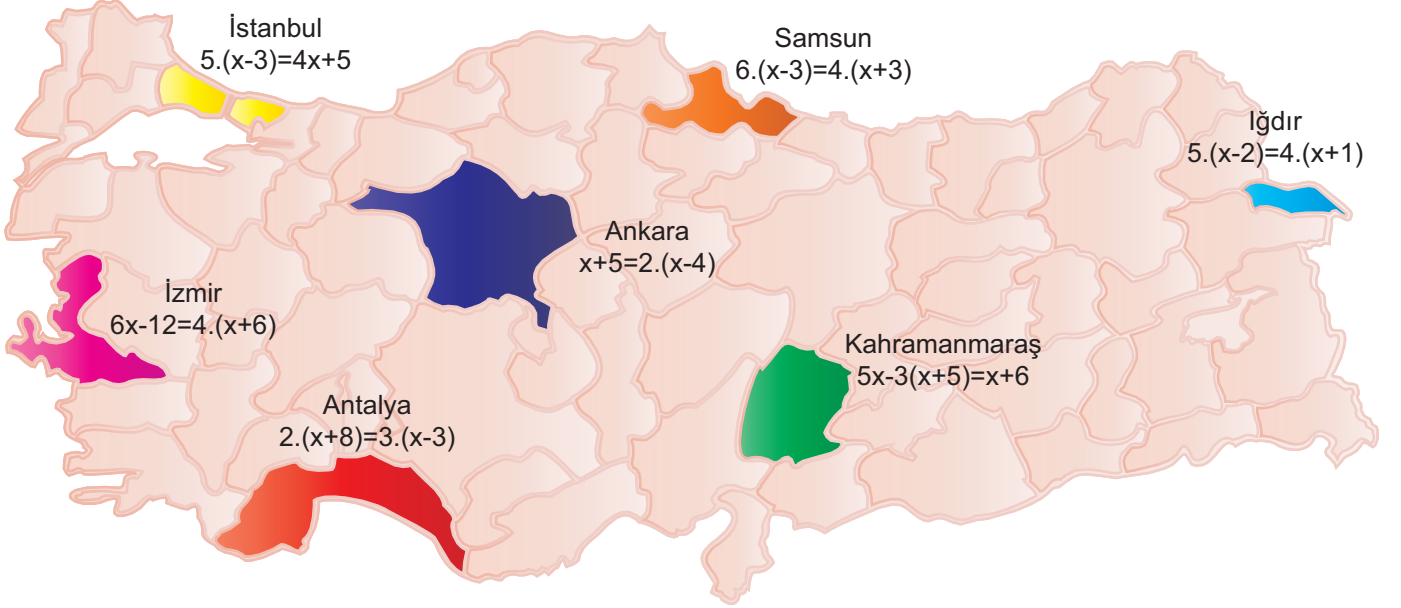 İstanbul
5.(x-3)=4x+5
Samsun
6.(x-3)=4.(x+3)
Iğdır
5.(x-2)=4.(x+1)
Ankara
x+5=2.(x-4)
İzmir
6x-12=4.(x+6)
Kahramanmaraş
5x-3(x+5)=x+6
Antalya
2.(x+8)=3.(x-3)